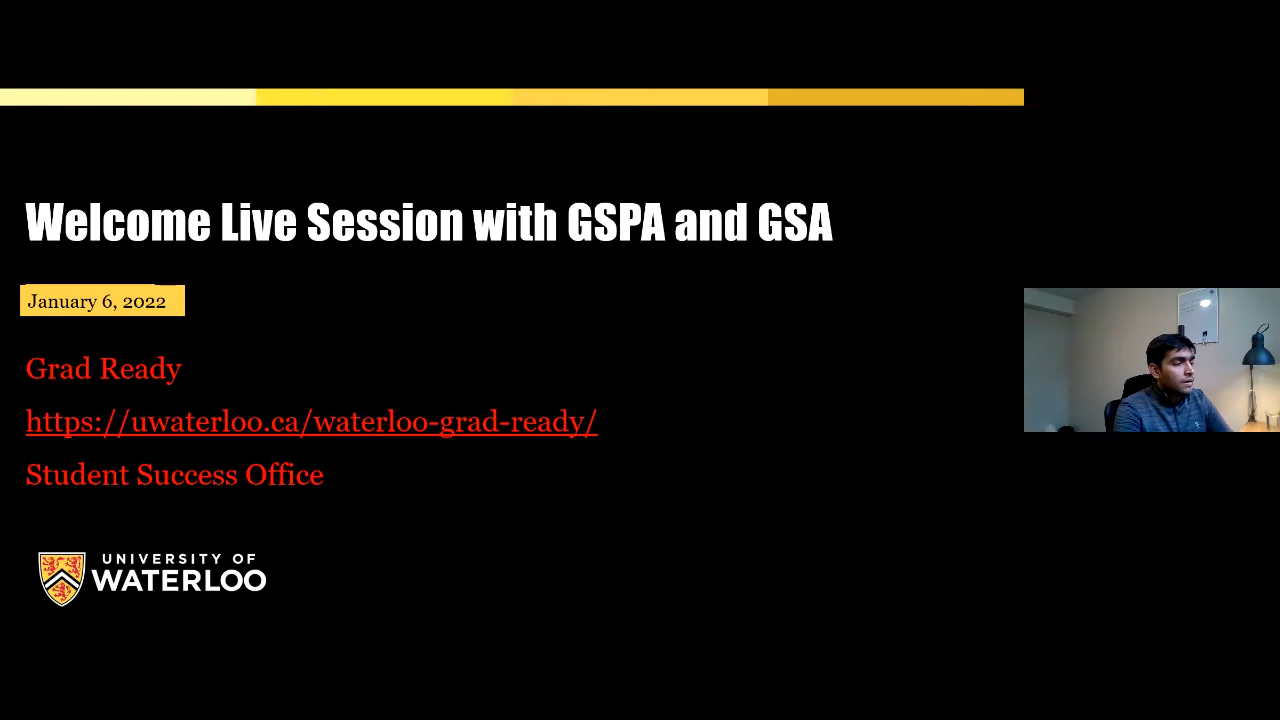 Welcome Live Session with GSPA and GSA
January 6, 2022
Grad Ready
https://uwaterloo.ca/waterloo-grad-ready/
Student Success Office
UNIVERSITY OF
WATERLOO